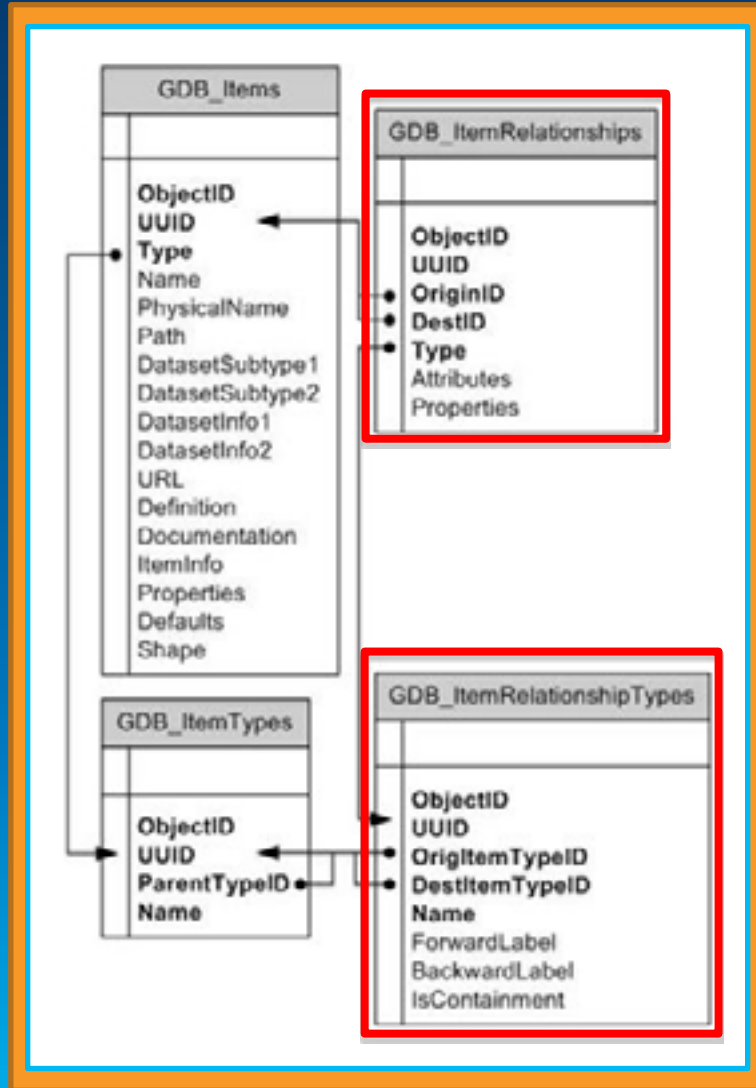 GDB_Items
ObjectID
UUID
Type
Name
PhysicalName
Path
DatasetSubtype1
DatasetSubtype2
DatasetInfo1
DatasetInfo2
URL
Definition
Documentation
ItemInfo
Properties
Defaults
Shape
GDB_ItemRelationships
ObjectID
UUID
OriginID
DestID
Type
Attributes
Properties
GDB_ItemTypes
ObjectID
UUID
ParentTypeID
Name
GDB_ItemRelationshipTypes
ObjectID
UUID
OrigItemTypeID
DestItemTypeID
Name
ForwardLabel
BackwardLabel
IsContainment